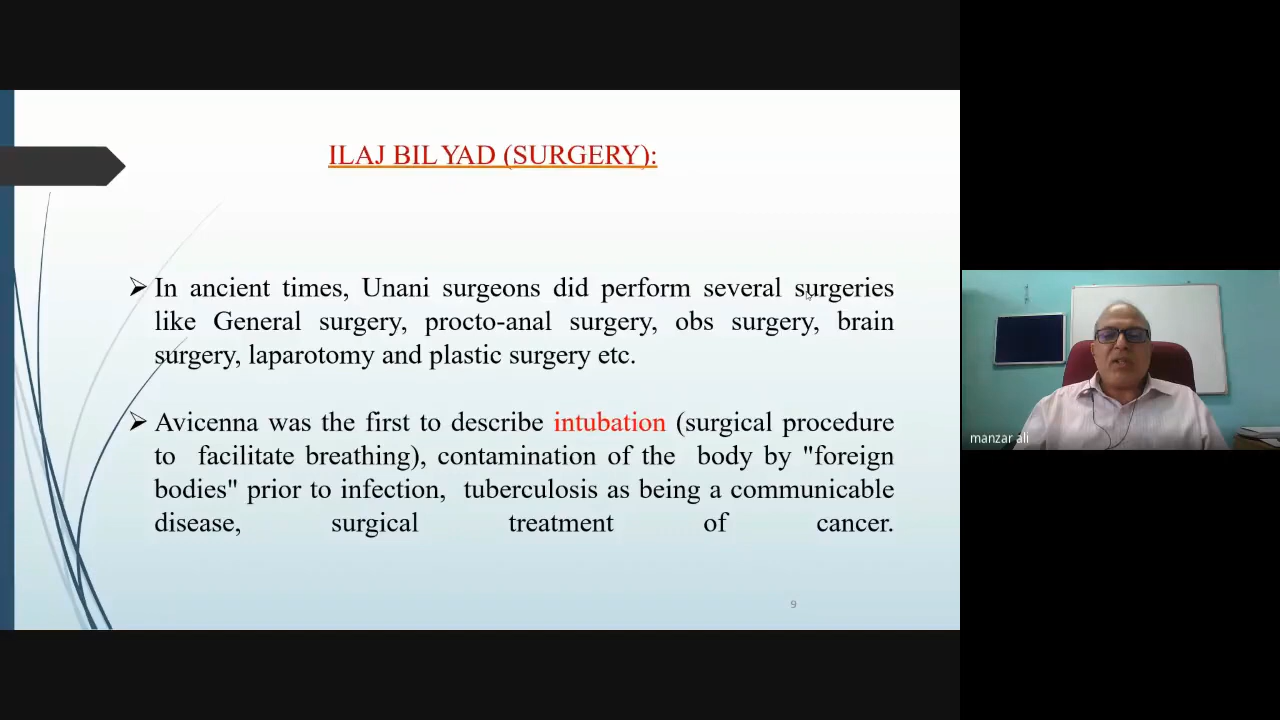 ILAJ BIL YAD (SURGERY):
➢ In ancient times, Unani surgeons did perform several surgeries
like General surgery, procto-anal surgery, obs surgery, brain
surgery, laparotomy and plastic surgery etc.
➢ Avicenna was the first to describe intubation (surgical procedure
to facilitate breathing), contamination of the body by "foreign
bodies" prior to infection, tuberculosis as being a communicable
disease, surgical treatment of cancer.
9
manzar ali